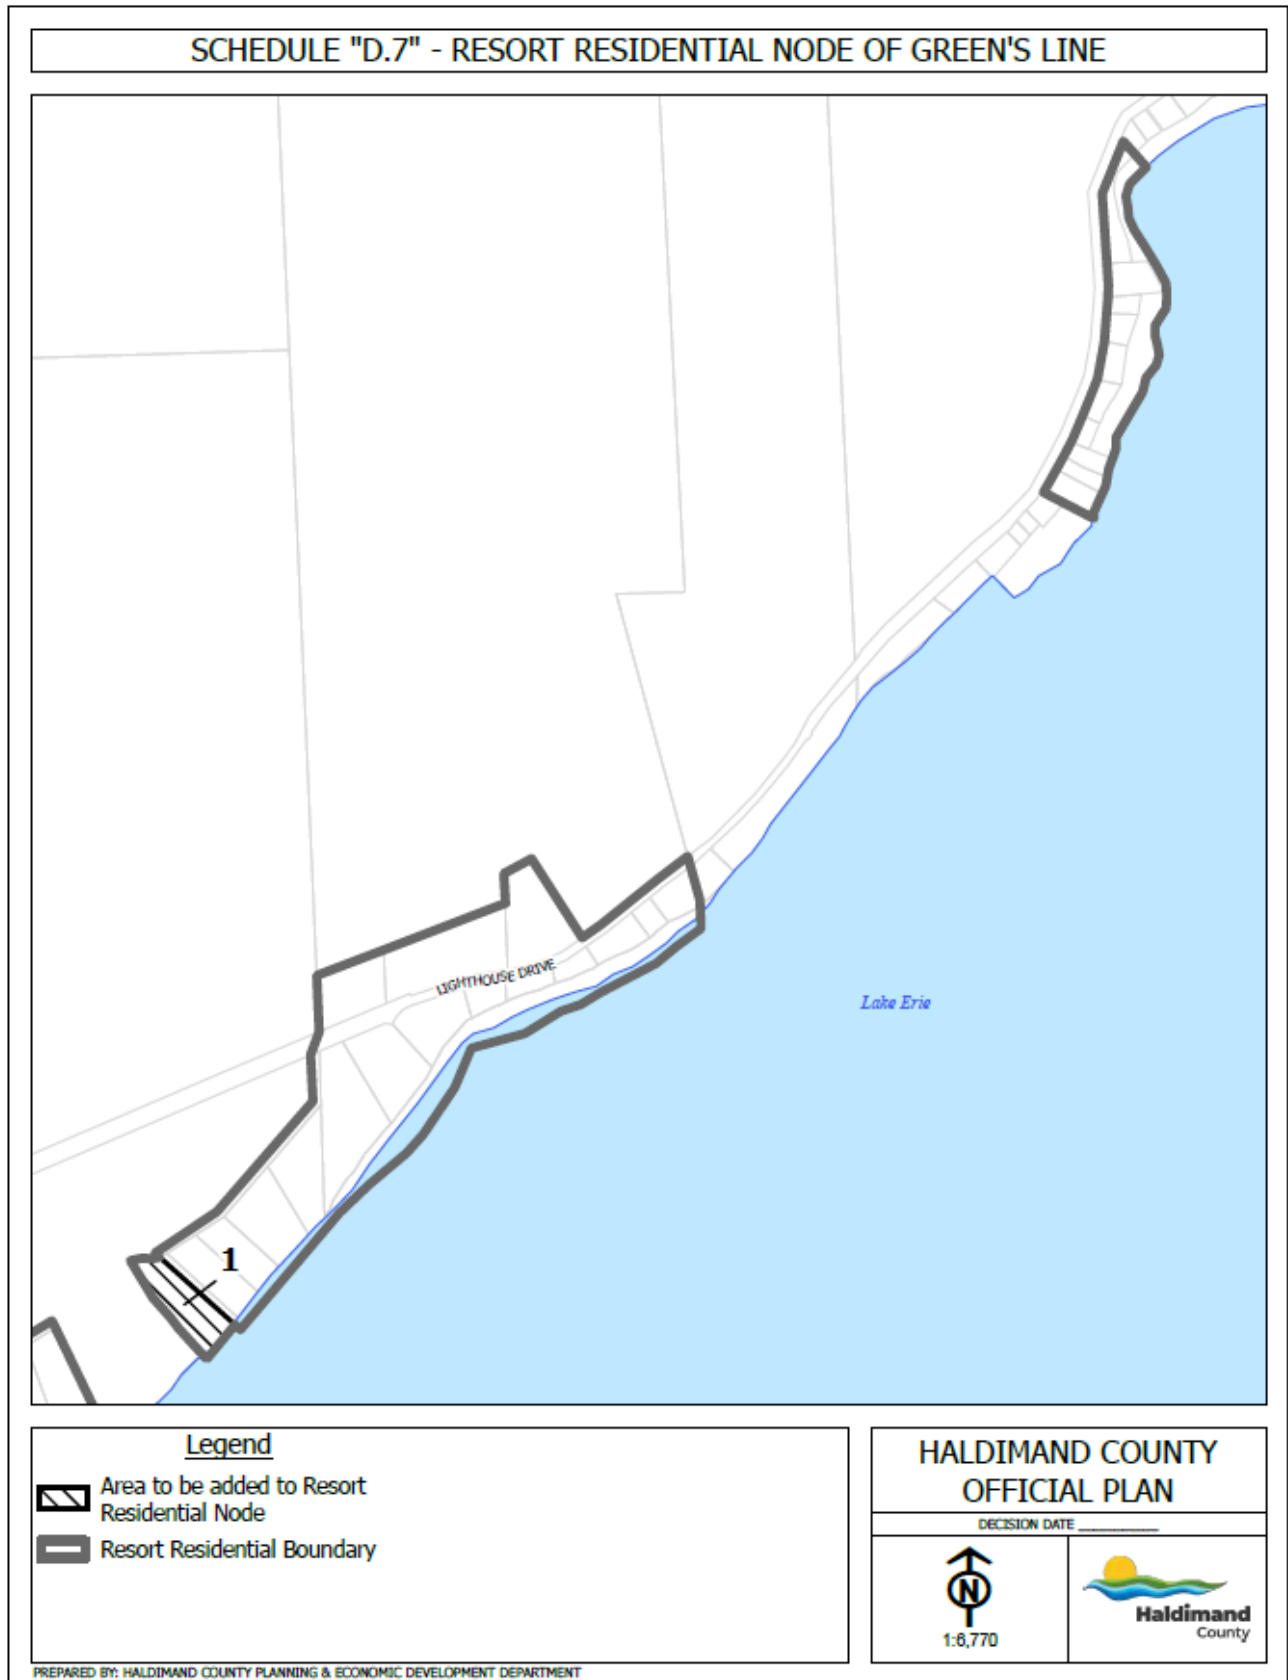 SCHEDULE "D.7" - RESORT RESIDENTIAL NODE OF GREEN'S LINE
LIGHTHOUSE DRIVE
Lake Erie
1
Legend
Area to be added to Resort
Residential Node
Resort Residential Boundary
HALDIMAND COUNTY
OFFICIAL PLAN
DECISION DATE ___________
N
1:6,770
Haldimand
County
PREPARED BY: HALDIMAND COUNTY PLANNING & ECONOMIC DEVELOPMENT DEPARTMENT